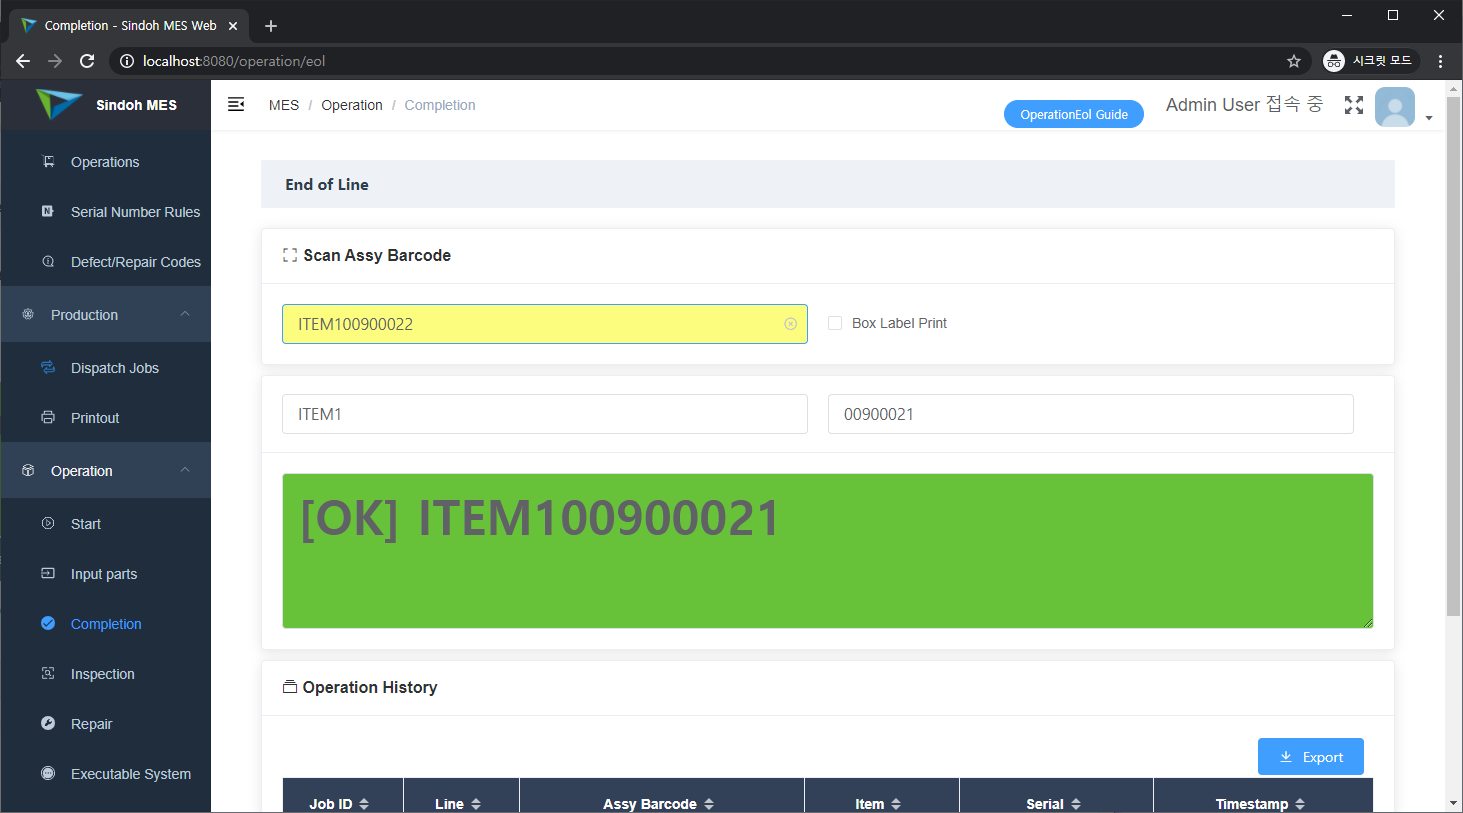 Completion - Sindoh MES Web
localhost:8080/operation/eol
시크릿 모드
Sindoh MES
MES / Operation / Completion
OperationEol Guide
Admin User 접속 중
Operations
Serial Number Rules
Defect/Repair Codes
Production
Dispatch Jobs
Printout
Operation
Start
Input parts
Completion
Inspection
Repair
Executable System
End of Line
Scan Assy Barcode
ITEM100900022
Box Label Print
ITEM1
00900021
[OK] ITEM100900021
Operation History
Export
Job ID
Line
Assy Barcode
Item
Serial
Timestamp